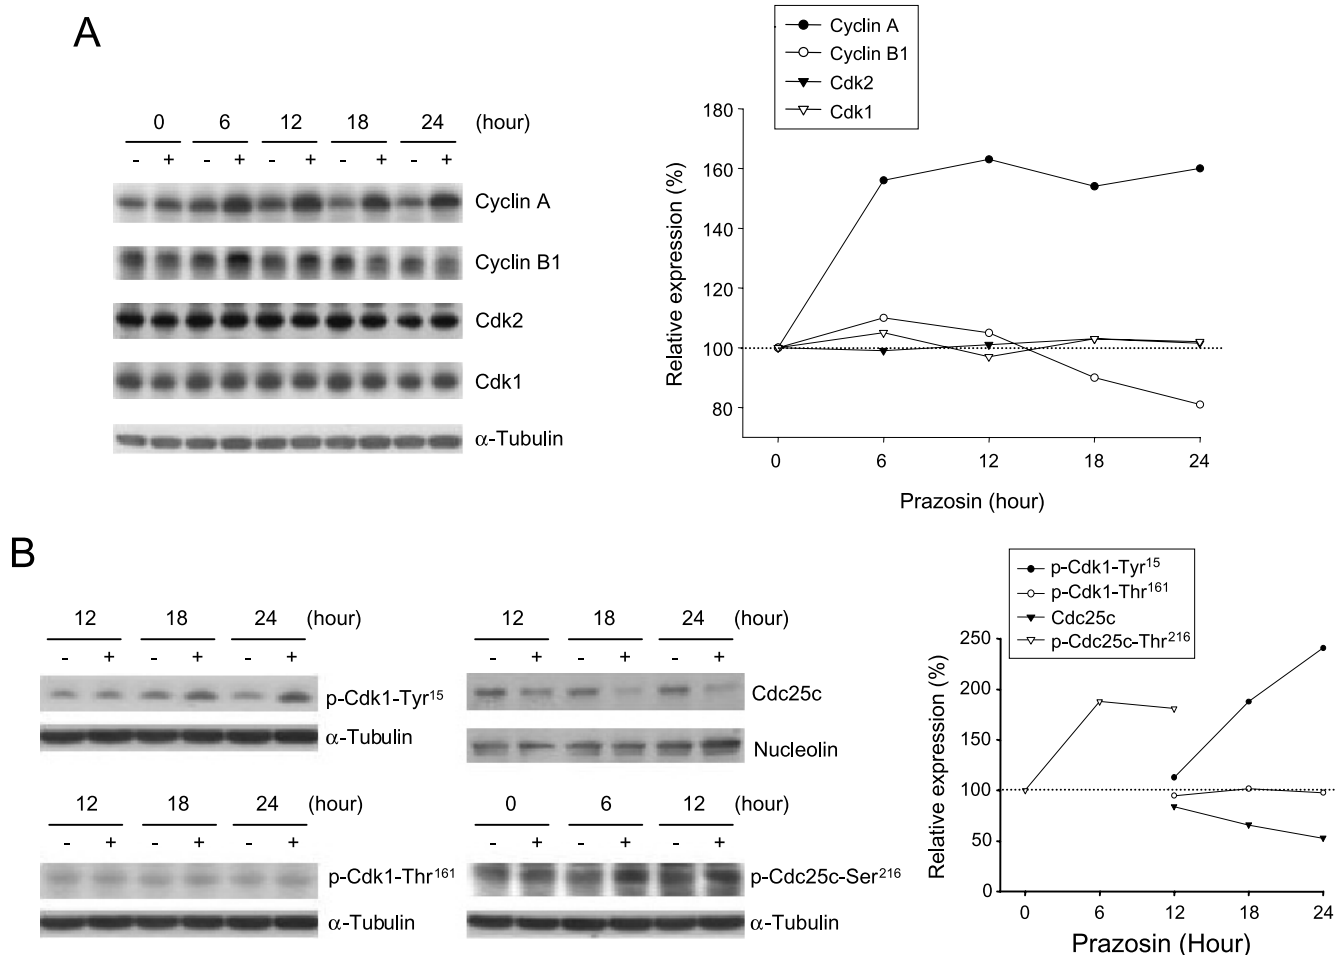 A
Cyclin A
Cyclin B1
Cdk2
Cdk1
0 6 12 18 24 (hour)
- + - + - + - + - +
Cyclin A
Cyclin B1
Cdk2
Cdk1
α-Tubulin
180
160
140
120
100
80
Relative expression (%)
0 6 12 18 24
Prazosin (hour)
B
12 18 24 (hour)
- + - + - +
p-Cdk1-Tyr15
α-Tubulin
12 18 24 (hour)
- + - + - +
Cdc25c
Nucleolin
12 18 24 (hour)
- + - + - +
p-Cdk1-Thr161
α-Tubulin
0 6 12 (hour)
- + - + - +
p-Cdc25c-Ser216
α-Tubulin
p-Cdk1-Tyr15
p-Cdk1-Thr161
Cdc25c
p-Cdc25c-Thr216
250
200
150
100
50
0
Relative expression (%)
0 6 12 18 24
Prazosin (Hour)